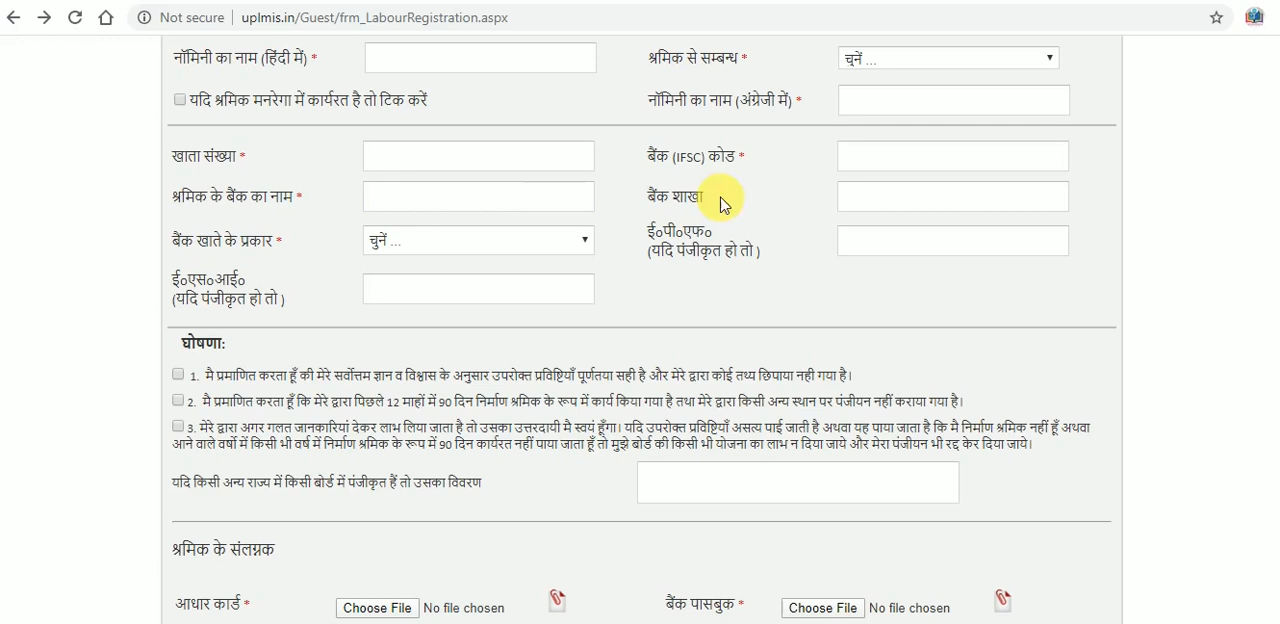 Not secure | uplmis.in/Guest/frm_LabourRegistration.aspx
नॉमिनी का नाम (हिंदी में) * श्रमिक से सम्बन्ध * चुनें ...
यदि श्रमिक मनरेगा में कार्यरत है तो टिक करें नॉमिनी का नाम (अंग्रेजी में) *
खाता संख्या * बैंक (IFSC) कोड *
श्रमिक के बैंक का नाम * बैंक शाखा
बैंक खाते के प्रकार * चुनें ... ई०पी०एफ०
(यदि पंजीकृत हो तो )
ई०एस०आई०
(यदि पंजीकृत हो तो )
घोषणा:
1. मै प्रमाणित करता हूँ की मेरे सर्वोत्तम ज्ञान व विश्वास के अनुसार उपरोक्त प्रविष्टियाँ पूर्णतया सही है और मेरे द्वारा कोई तथ्य छिपाया नही गया है।
2. मै प्रमाणित करता हूँ कि मेरे द्वारा पिछले 12 माहों में 90 दिन निर्माण श्रमिक के रूप में कार्य किया गया है तथा मेरे द्वारा किसी अन्य स्थान पर पंजीयन नहीं कराया गया है।
3. मेरे द्वारा अगर गलत जानकारियां देकर लाभ लिया जाता है तो उसका उत्तरदायी मै स्वयं हूँगा। यदि उपरोक्त प्रविष्टियाँ असत्य पाई जाती है अथवा यह पाया जाता है कि मै निर्माण श्रमिक नहीं हूँ अथवा
आने वाले वर्षो में किसी भी वर्ष में निर्माण श्रमिक के रूप में 90 दिन कार्यरत नहीं पाया जाता हूँ तो मुझे बोर्ड की किसी भी योजना का लाभ न दिया जाये और मेरा पंजीयन भी रद्द कर दिया जाये।
यदि किसी अन्य राज्य में किसी बोर्ड में पंजीकृत हैं तो उसका विवरण
श्रमिक के संलग्नक
आधार कार्ड * Choose File No file chosen बैंक पासबुक * Choose File No file chosen